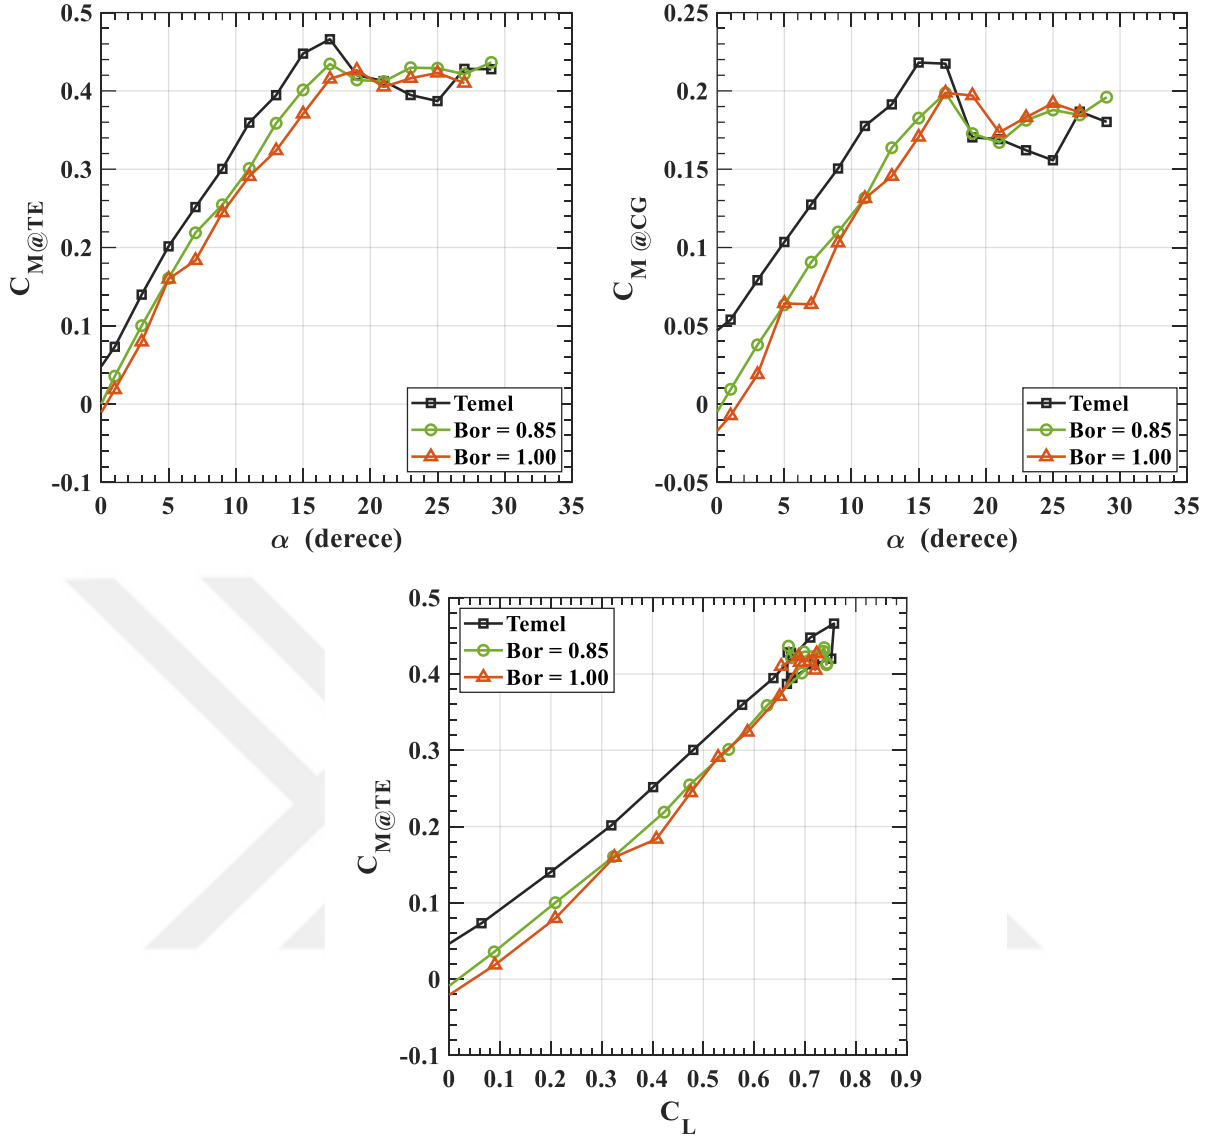 0.5
0.4
0.3
0.2
0.1
0
-0.1
C_M@TE
0 5 10 15 20 25 30 35
α (derece)
Temel
Bor = 0.85
Bor = 1.00
0.25
0.2
0.15
0.1
0.05
0
-0.05
C_M @CG
0 5 10 15 20 25 30 35
α (derece)
Temel
Bor = 0.85
Bor = 1.00
0.5
0.4
0.3
0.2
0.1
0
-0.1
C_M@TE
0 0.1 0.2 0.3 0.4 0.5 0.6 0.7 0.8 0.9
C_L
Temel
Bor = 0.85
Bor = 1.00